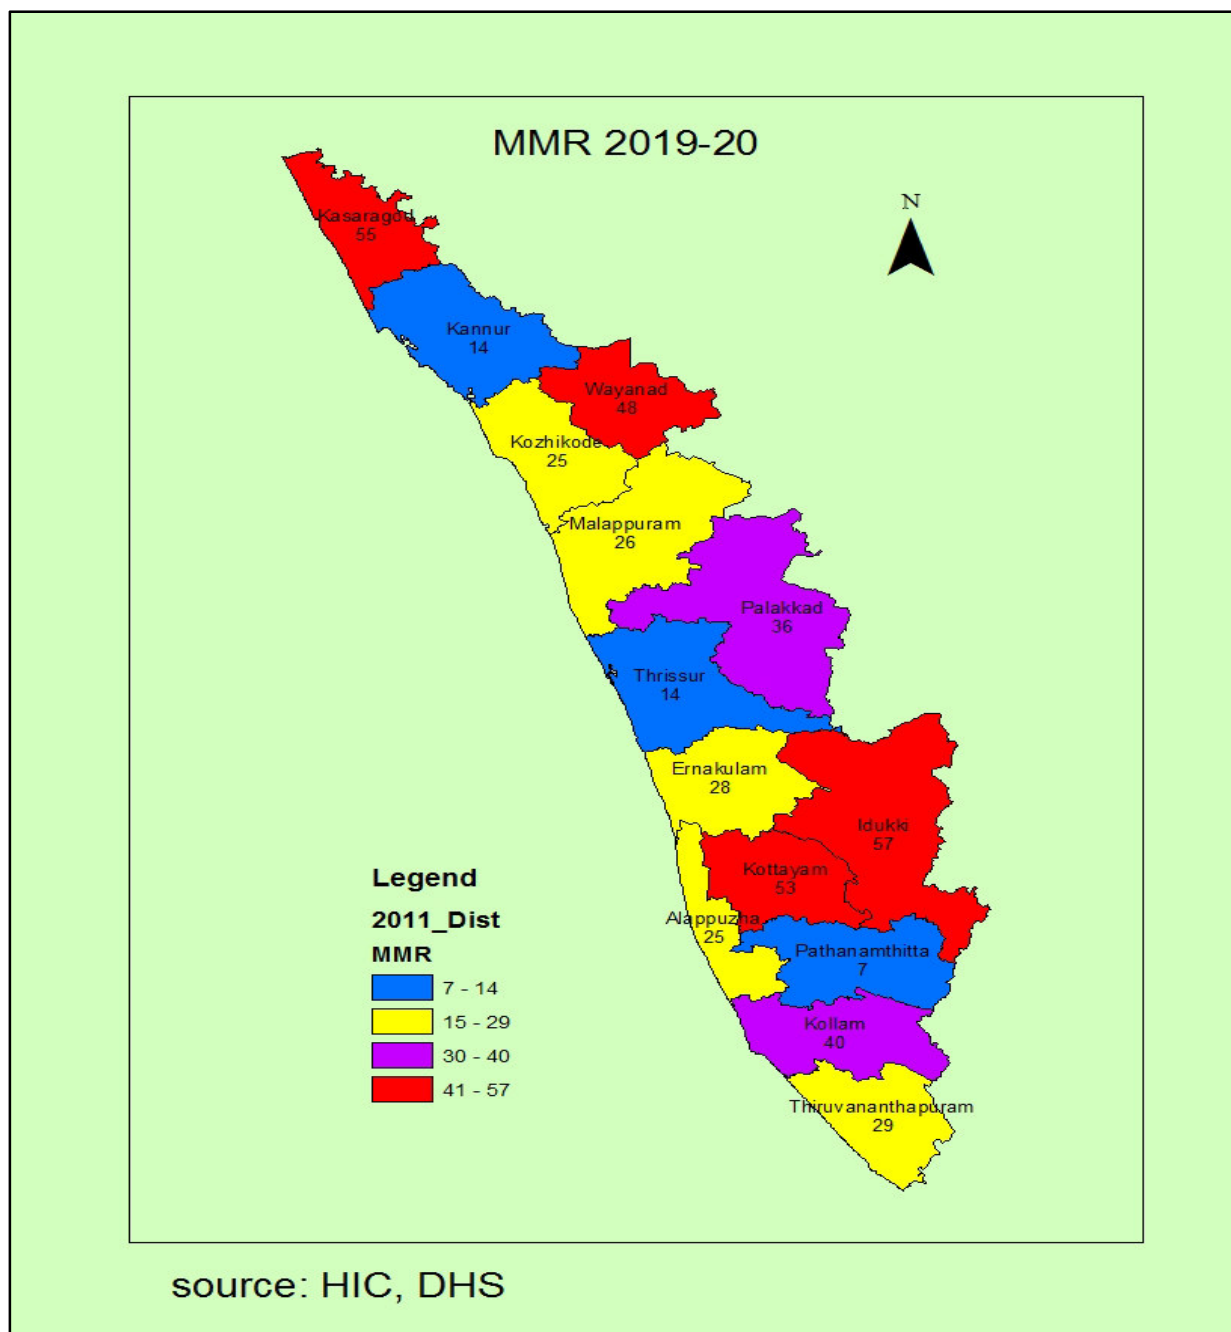 MMR 2019-20
N
Kasaragod
55
Kannur
14
Wayanad
48
Kozhikode
25
Malappuram
26
Palakkad
36
Thrissur
14
Ernakulam
28
Idukki
57
Kottayam
53
Alappuzha
25
Pathanamthitta
7
Kollam
40
Thiruvananthapuram
29
Legend
2011_Dist
MMR
7 - 14
15 - 29
30 - 40
41 - 57
source: HIC, DHS